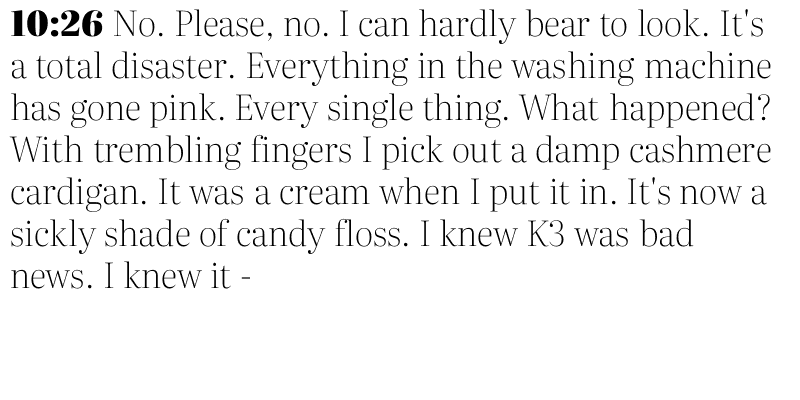 10:26 No. Please, no. I can hardly bear to look. It's
a total disaster. Everything in the washing machine
has gone pink. Every single thing. What happened?
With trembling fingers I pick out a damp cashmere
cardigan. It was a cream when I put it in. It's now a
sickly shade of candy floss. I knew K3 was bad
news. I knew it -